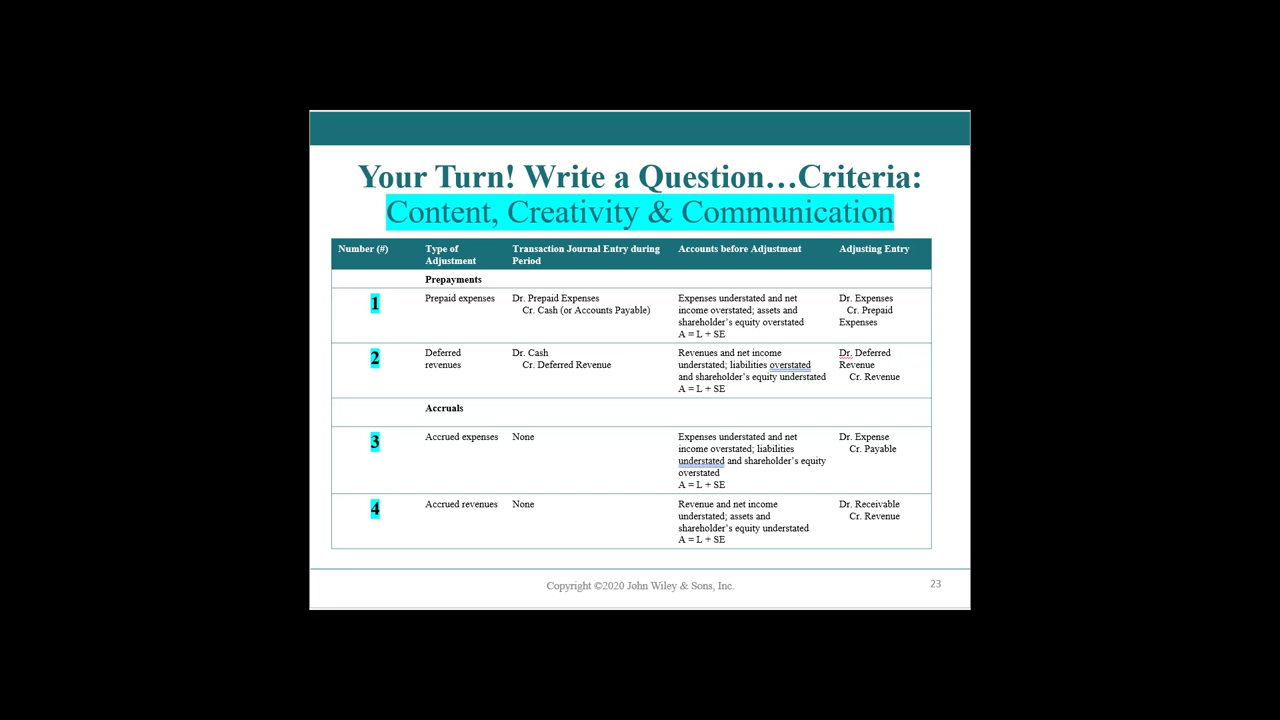 Your Turn! Write a Question…Criteria:
Content, Creativity & Communication
Number (#)
Type of
Adjustment
Transaction Journal Entry during
Period
Accounts before Adjustment
Adjusting Entry
Prepayments
1
Prepaid expenses
Dr. Prepaid Expenses
Cr. Cash (or Accounts Payable)
Expenses understated and net
income overstated; assets and
shareholder’s equity overstated
A = L + SE
Dr. Expenses
Cr. Prepaid
Expenses
2
Deferred
revenues
Dr. Cash
Cr. Deferred Revenue
Revenues and net income
understated; liabilities overstated
and shareholder’s equity understated
A = L + SE
Dr. Deferred
Revenue
Cr. Revenue
Accruals
3
Accrued expenses
None
Expenses understated and net
income overstated; liabilities
understated and shareholder’s equity
overstated
A = L + SE
Dr. Expense
Cr. Payable
4
Accrued revenues
None
Revenue and net income
understated; assets and
shareholder’s equity understated
A = L + SE
Dr. Receivable
Cr. Revenue
Copyright ©2020 John Wiley & Sons, Inc.
23